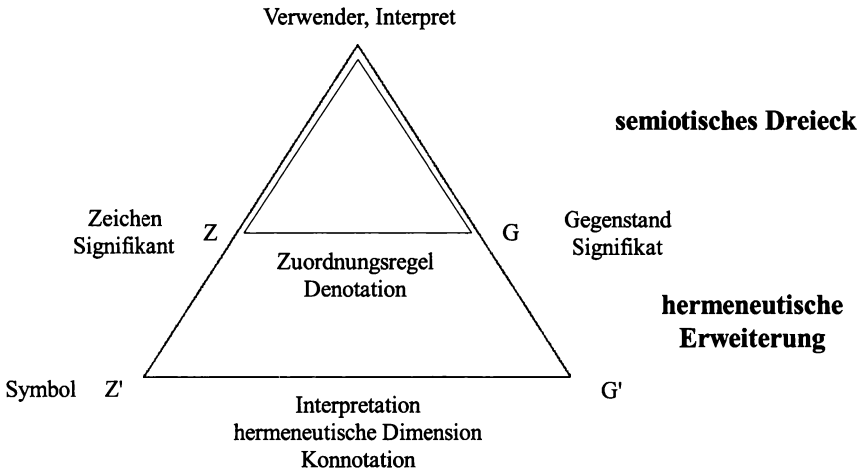 Verwender, Interpret
semiotisches Dreieck
Zeichen
Signifikant
Z
G
Gegenstand
Signifikat
Zuordnungsregel
Denotation
hermeneutische
Erweiterung
Symbol
Z'
G'
Interpretation
hermeneutische Dimension
Konnotation